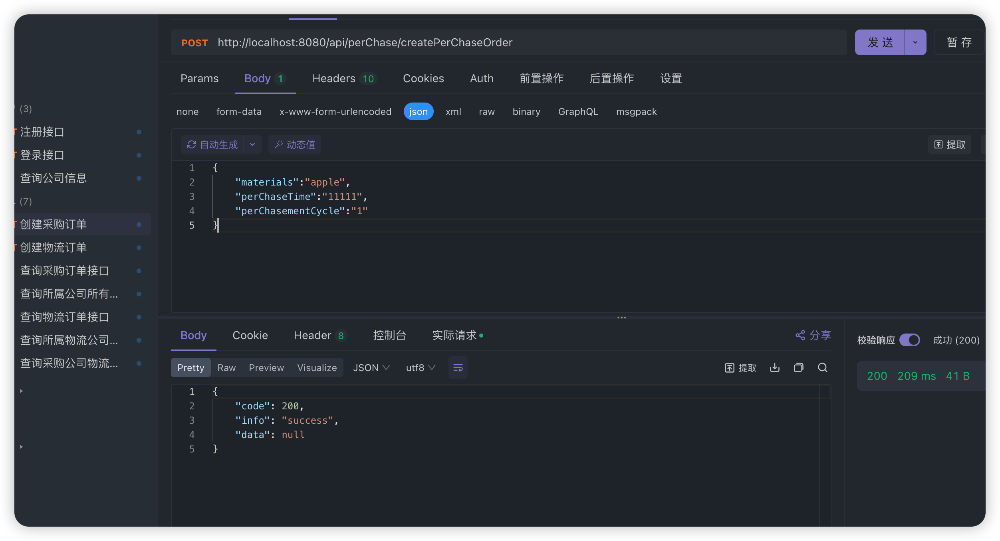 POST http://localhost:8080/api/perChase/createPerChaseOrder 发送 暂存
Params Body 1 Headers 10 Cookies Auth 前置操作 后置操作 设置
none form-data x-www-form-urlencoded json xml raw binary GraphQL msgpack
自动生成 动态值 提取
1 {
2 "materials":"apple",
3 "perChaseTime":"11111",
4 "perChasementCycle":"1"
5 }
(3)
注册接口
登录接口
查询公司信息
(7)
创建采购订单
创建物流订单
查询采购订单接口
查询所属公司所有...
查询物流订单接口
查询所属物流公司...
查询采购公司物流...
Body Cookie Header 8 控制台 实际请求 分享
Pretty Raw Preview Visualize JSON utf8 提取
1 {
2 "code": 200,
3 "info": "success",
4 "data": null
5 }
校验响应 成功 (200)
200 209 ms 41 B